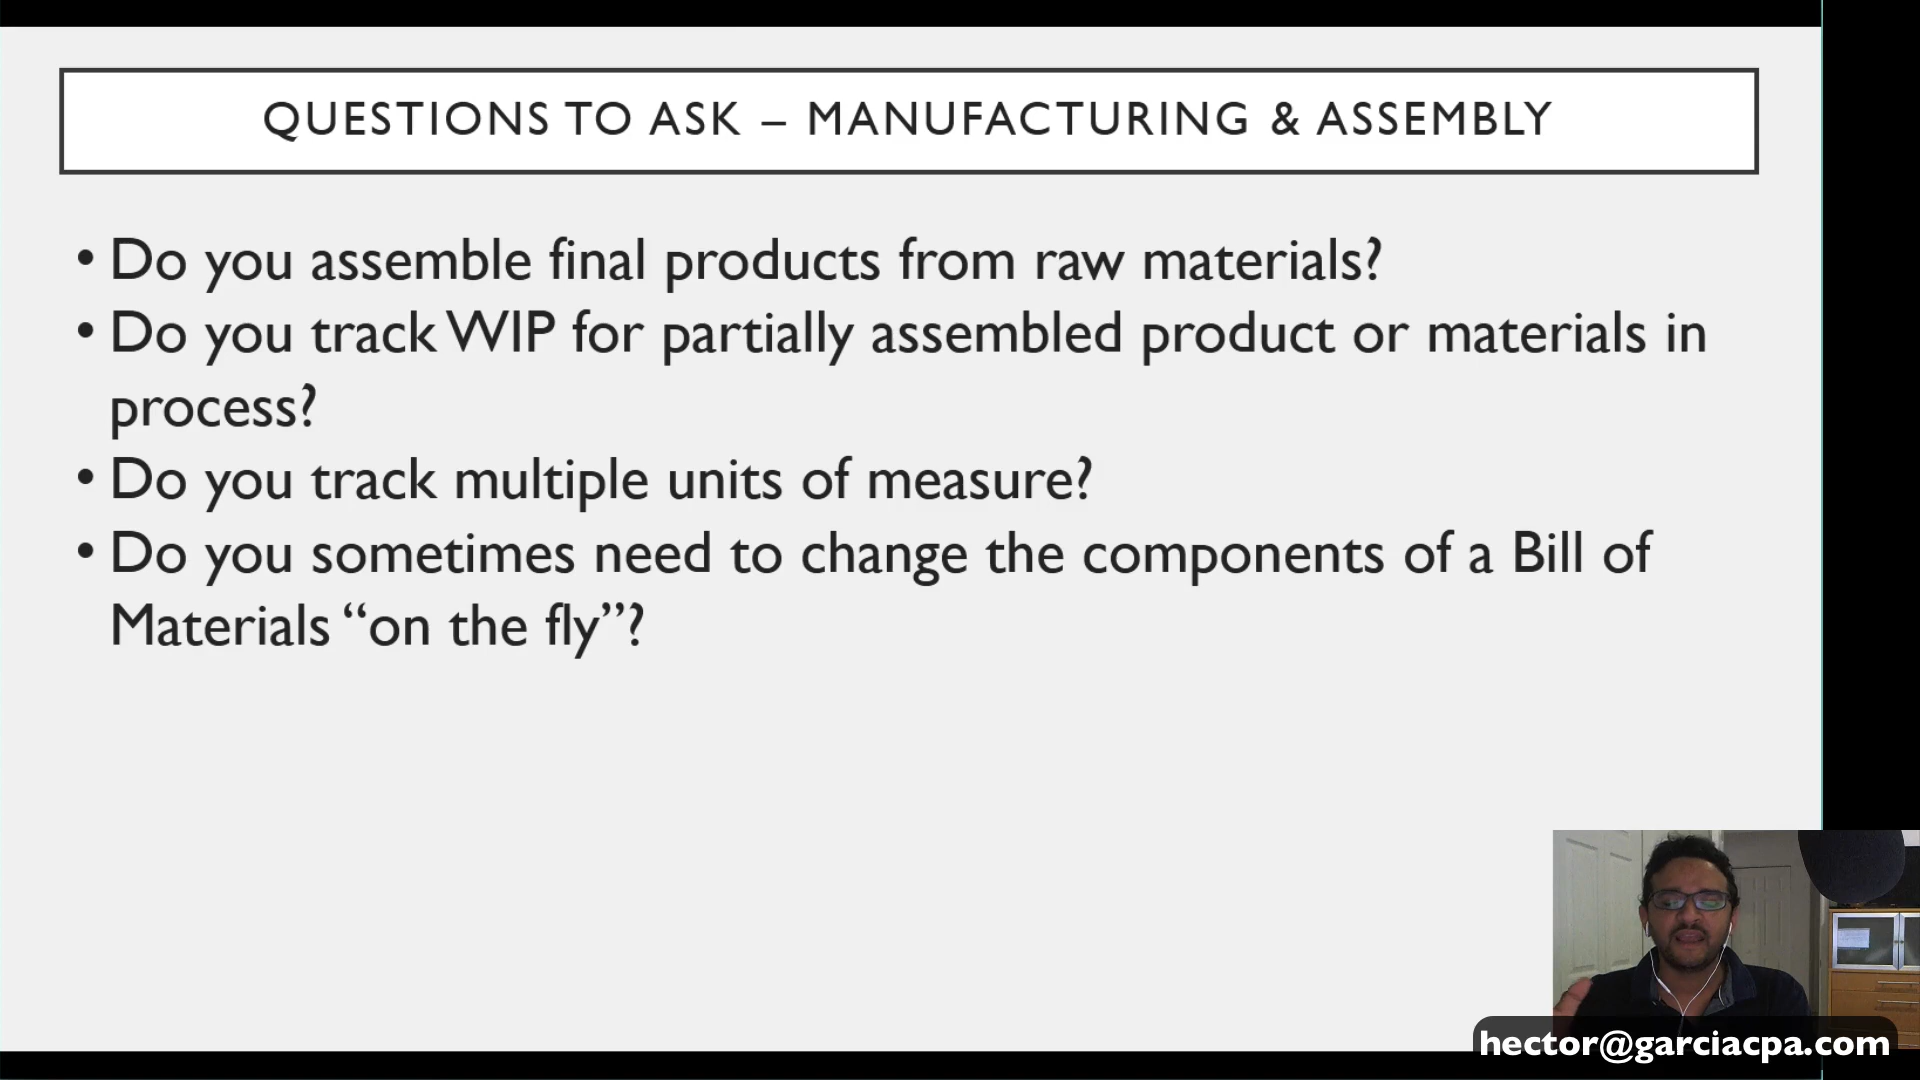 QUESTIONS TO ASK – MANUFACTURING & ASSEMBLY
• Do you assemble final products from raw materials?
• Do you track WIP for partially assembled product or materials in
process?
• Do you track multiple units of measure?
• Do you sometimes need to change the components of a Bill of
Materials “on the fly”?
hector@garciacpa.com